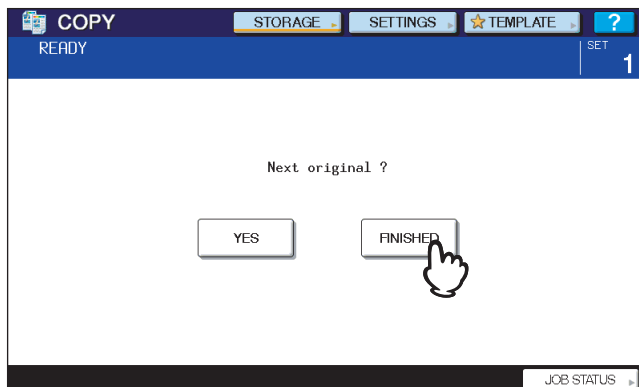 COPY STORAGE SETTINGS TEMPLATE ?
READY SET
1
Next original ?
YES FINISHED
JOB STATUS